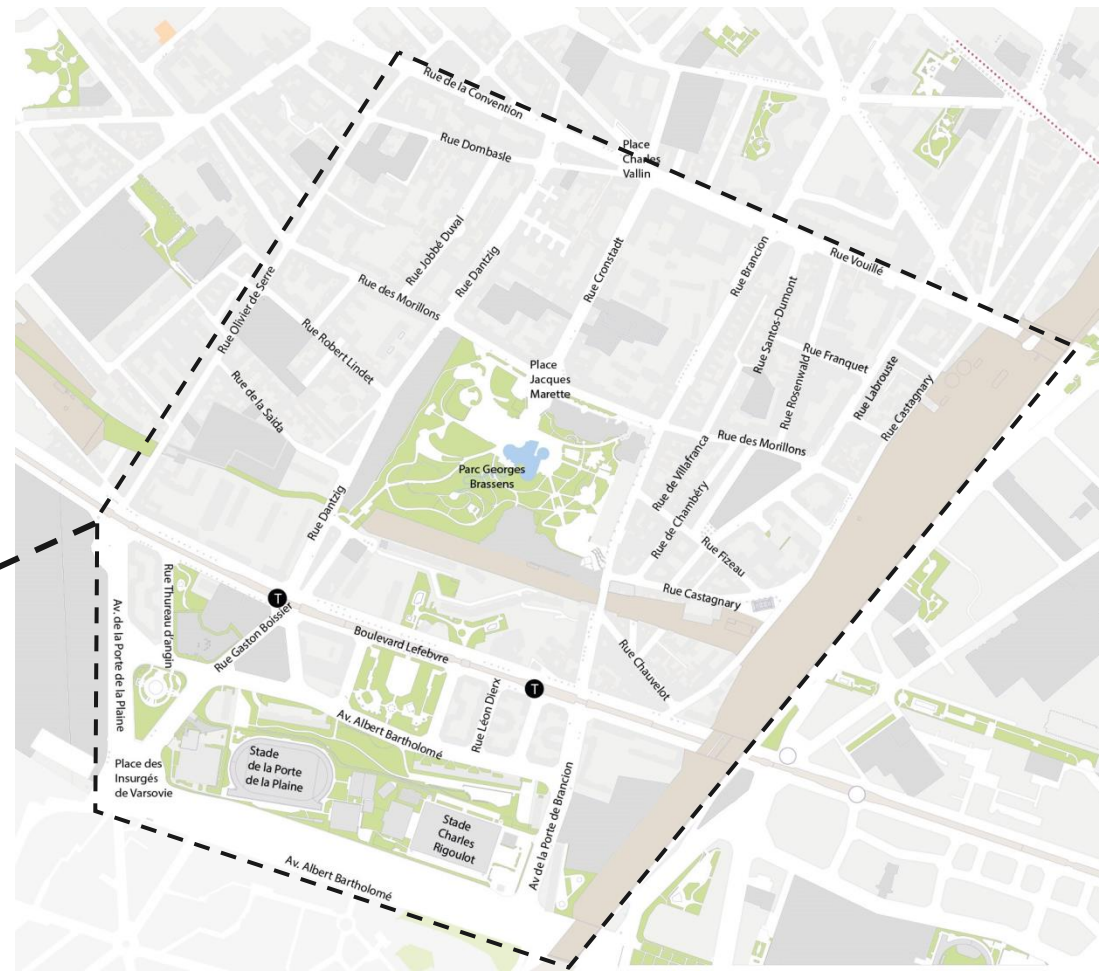 Rue de la Convention
Rue Dombasle
Place
Charles
Vallin
Rue Jobbé Duval
Rue Dantzig
Rue Cronstadt
Rue Brancion
Rue Vouillé
Rue Olivier de Serre
Rue des Morillons
Rue Santos-Dumont
Rue Franquet
Rue Robert Lindet
Place
Jacques
Marette
Rue Rosenwald
Rue Labrouste
Rue Castagnary
Rue de la Saida
Rue des Morillons
Parc Georges
Brassens
Rue de Villafranca
Rue de Chambéry
Rue Dantzig
Rue Fizeau
Rue Castagnary
Rue Thureau d'angin
Av. de la Porte de la Plaine
T
Rue Gaston Boissier
Boulevard Lefebvre
Rue Chauvelot
T
Rue Léon Dierx
Av. Albert Bartholomé
Place des
Insurgés
de Varsovie
Stade
de la Porte
de la Plaine
Stade
Charles
Rigoulot
Av de la Porte de Brancion
Av. Albert Bartholomé